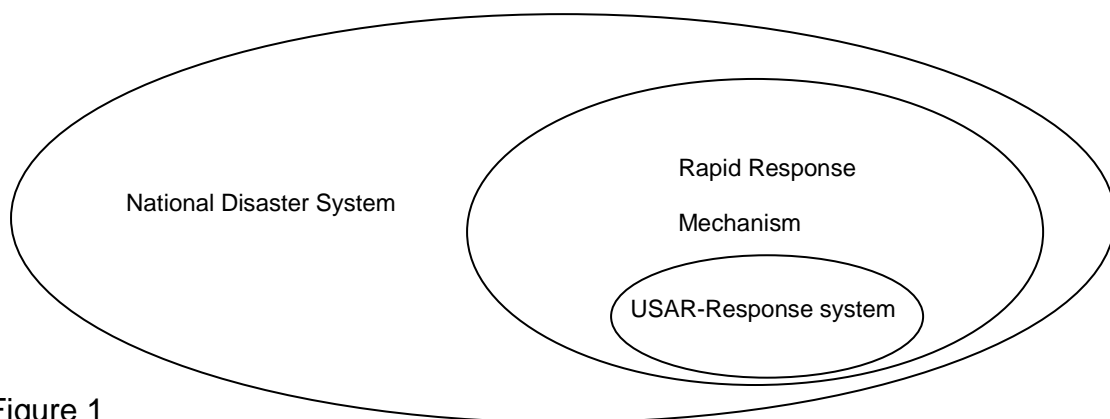 National Disaster System
Rapid Response
Mechanism
USAR-Response system
Figure 1